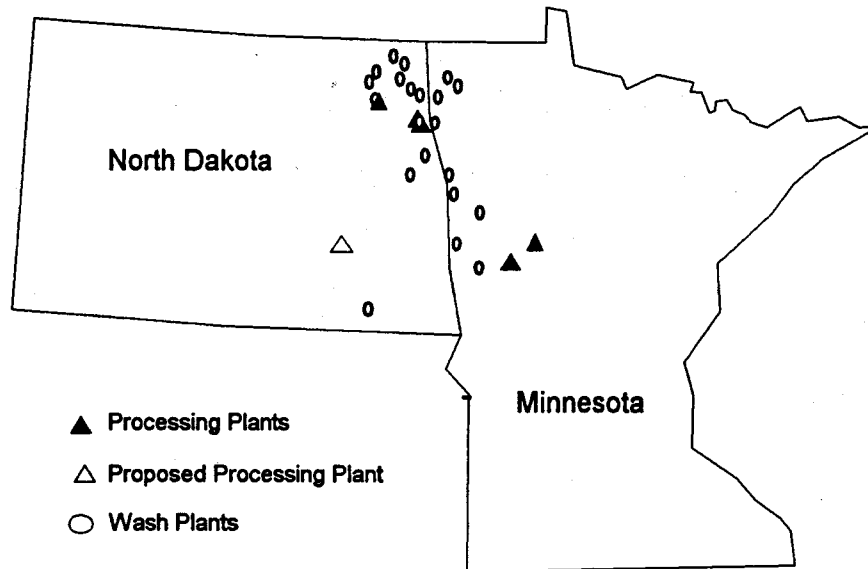 North Dakota
Minnesota
Processing Plants
Proposed Processing Plant
Wash Plants